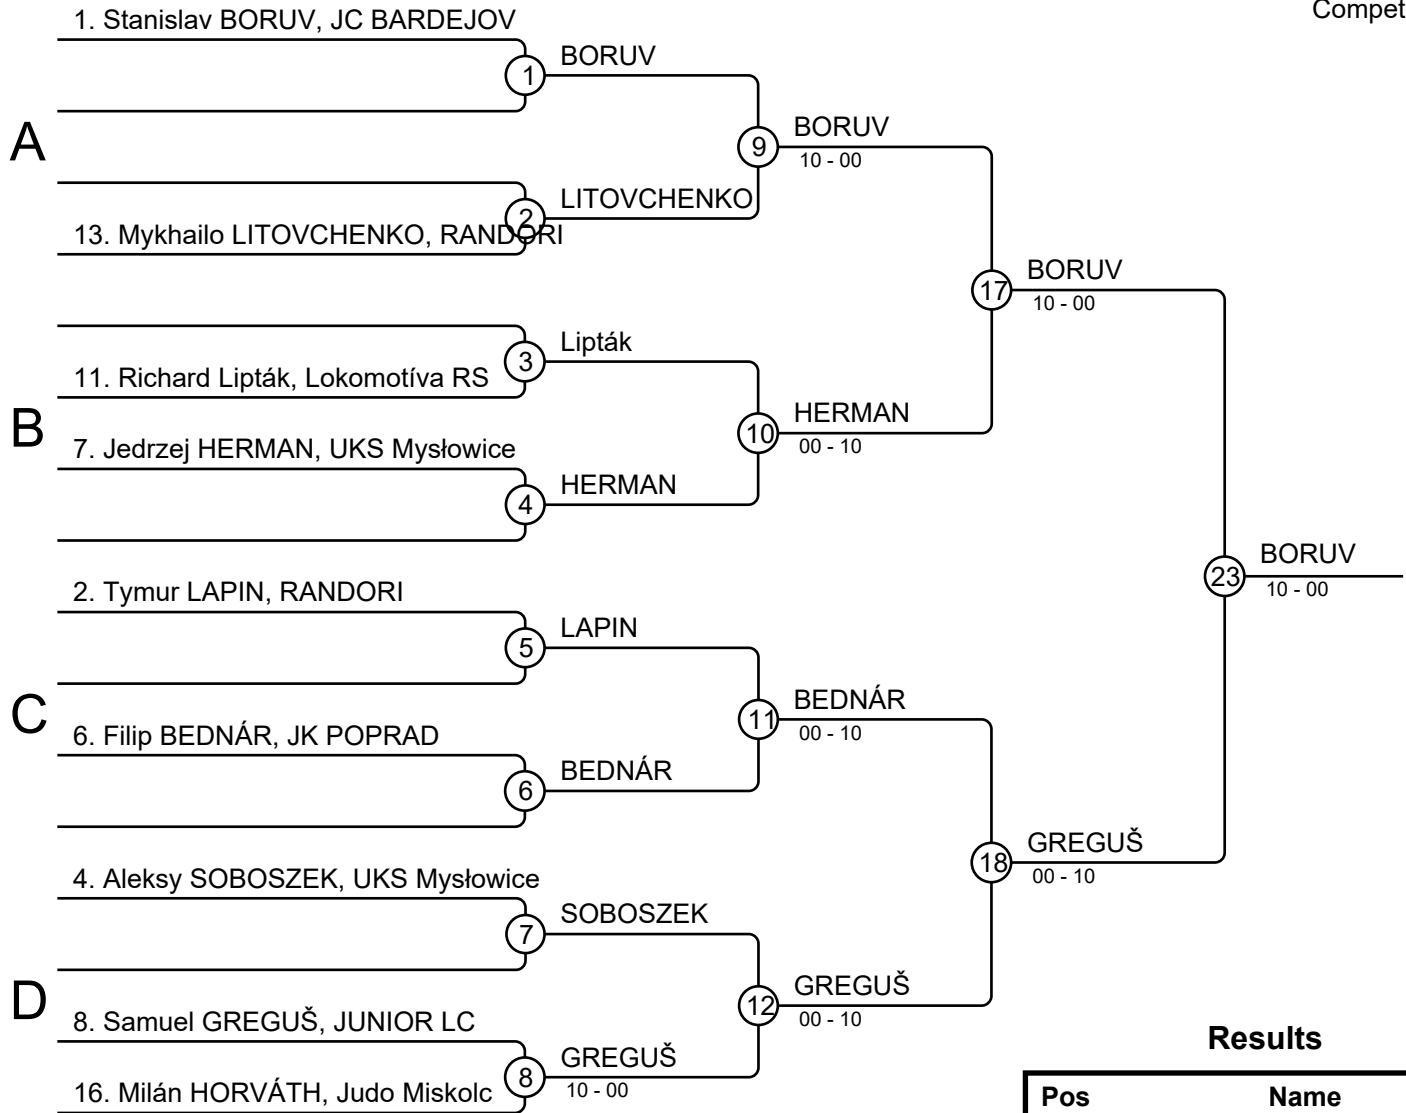 Compet
1. Stanislav BORUV, JC BARDEJOV
1
BORUV
A
9
BORUV
10 - 00
2
LITOVCHENKO
13. Mykhailo LITOVCHENKO, RANDORI
17
BORUV
10 - 00
3
Lipták
11. Richard Lipták, Lokomotíva RS
B
10
HERMAN
00 - 10
7. Jedrzej HERMAN, UKS Mysłowice
4
HERMAN
23
BORUV
10 - 00
2. Tymur LAPIN, RANDORI
5
LAPIN
C
11
BEDNÁR
00 - 10
6. Filip BEDNÁR, JK POPRAD
6
BEDNÁR
18
GREGUŠ
00 - 10
4. Aleksy SOBOSZEK, UKS Mysłowice
7
SOBOSZEK
D
12
GREGUŠ
00 - 10
8. Samuel GREGUŠ, JUNIOR LC
8
GREGUŠ
10 - 00
16. Milán HORVÁTH, Judo Miskolc
Results
Pos Name